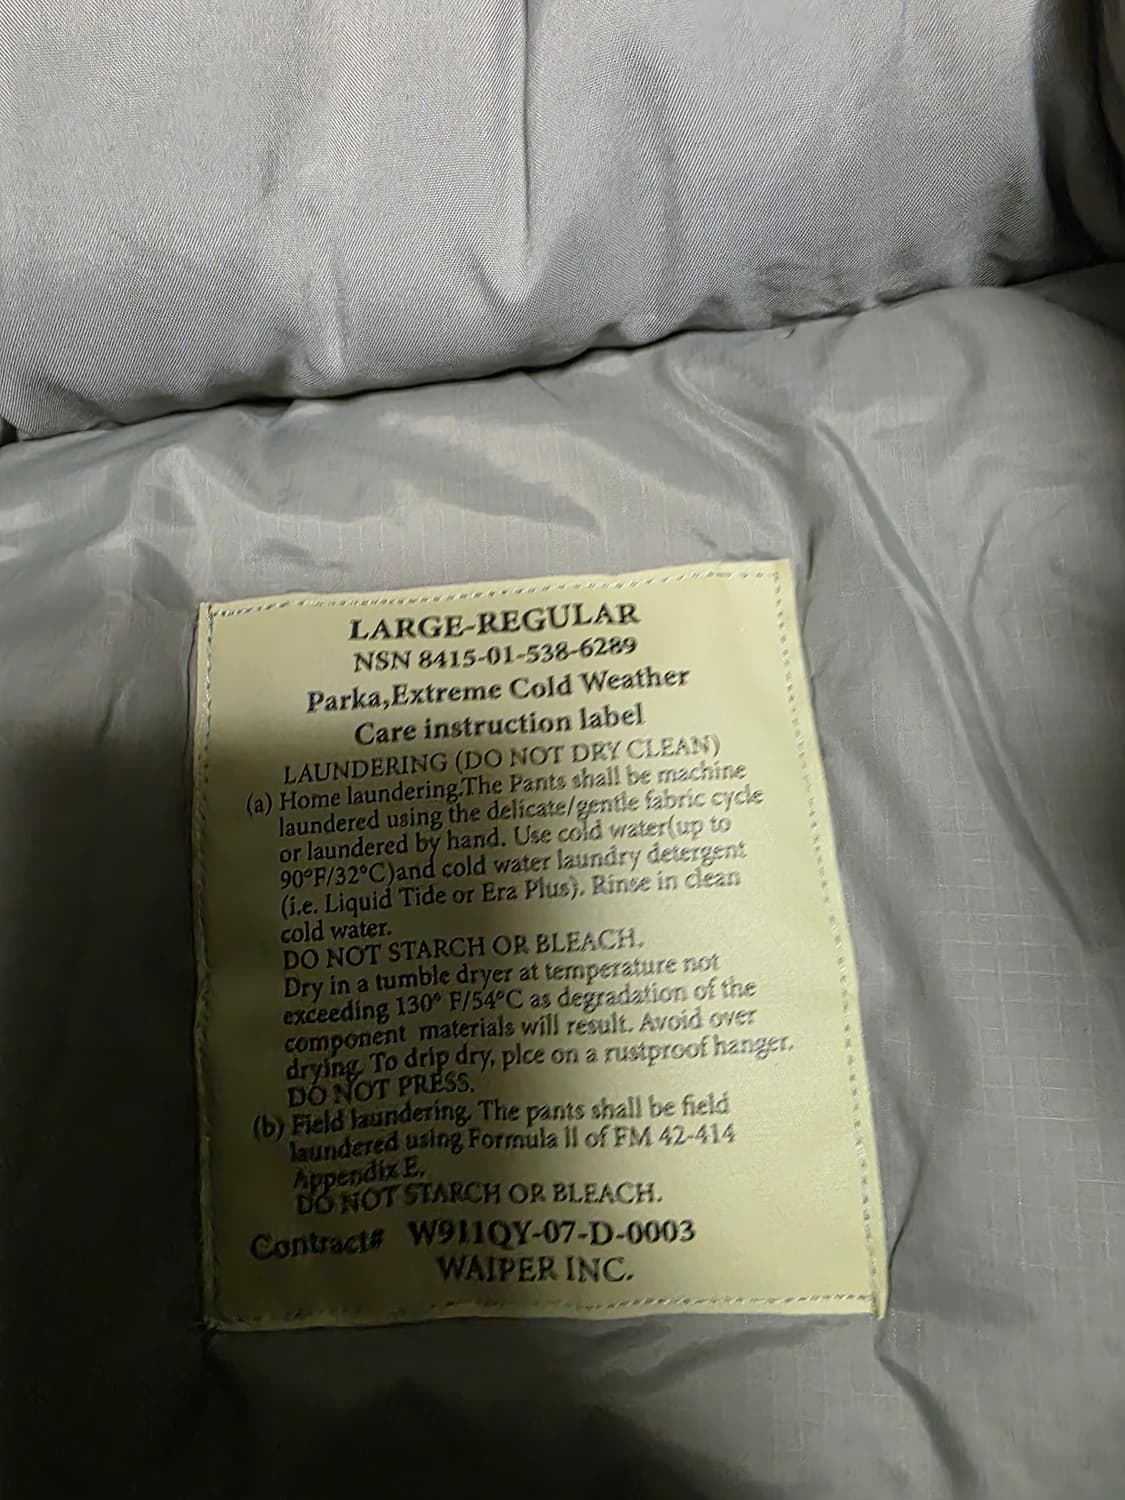 LARGE-REGULAR
NSN 8415-01-538-6289
Parka,Extreme Cold Weather
Care instruction label
LAUNDERING (DO NOT DRY CLEAN)
(a) Home laundering.The Pants shall be machine
laundered using the delicate/gentle fabric cycle
or laundered by hand. Use cold water(up to
90°F/32°C)and cold water laundry detergent
(i.e. Liquid Tide or Era Plus). Rinse in clean
cold water.
DO NOT STARCH OR BLEACH.
Dry in a tumble dryer at temperature not
exceeding 130° F/54°C as degradation of the
component materials will result. Avoid over
drying. To drip dry, plce on a rustproof hanger.
DO NOT PRESS.
(b) Field laundering. The pants shall be field
laundered using Formula II of FM 42-414
Appendix E.
DO NOT STARCH OR BLEACH.
Contract# W911QY-07-D-0003
WAIPER INC.